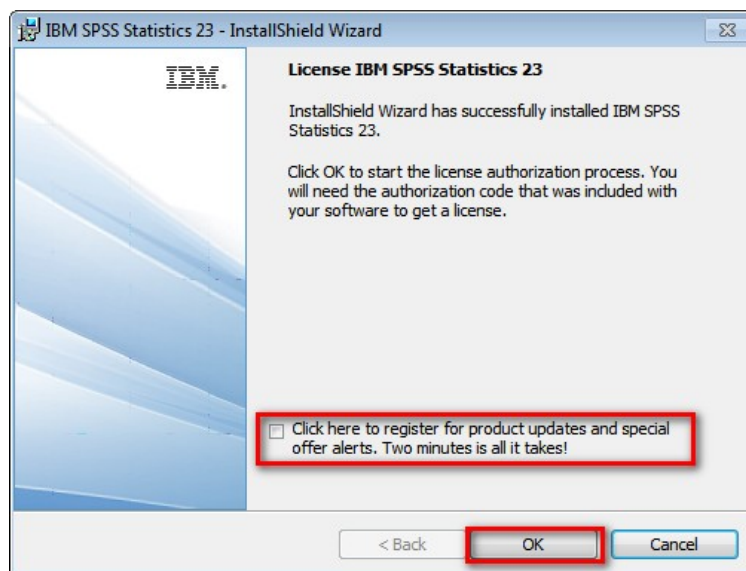 IBM SPSS Statistics 23 - InstallShield Wizard
IBM.
License IBM SPSS Statistics 23
InstallShield Wizard has successfully installed IBM SPSS
Statistics 23.
Click OK to start the license authorization process. You
will need the authorization code that was included with
your software to get a license.
Click here to register for product updates and special
offer alerts. Two minutes is all it takes!
< Back
OK
Cancel